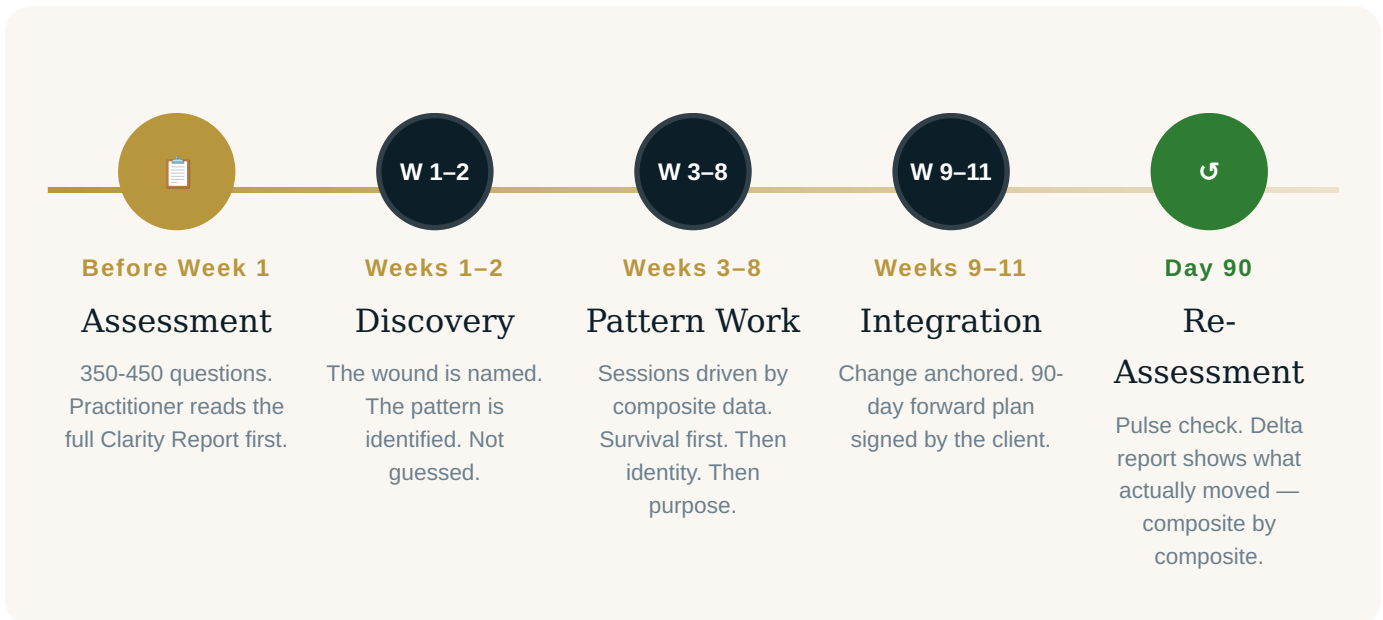 W 1–2
W 3–8
W 9–11
↺
Before Week 1
Assessment
350-450 questions.
Practitioner reads the
full Clarity Report first.
Weeks 1–2
Discovery
The wound is named.
The pattern is
identified. Not
guessed.
Weeks 3–8
Pattern Work
Sessions driven by
composite data.
Survival first. Then
identity. Then
purpose.
Weeks 9–11
Integration
Change anchored. 90-
day forward plan
signed by the client.
Day 90
Re-
Assessment
Pulse check. Delta
report shows what
actually moved —
composite by
composite.